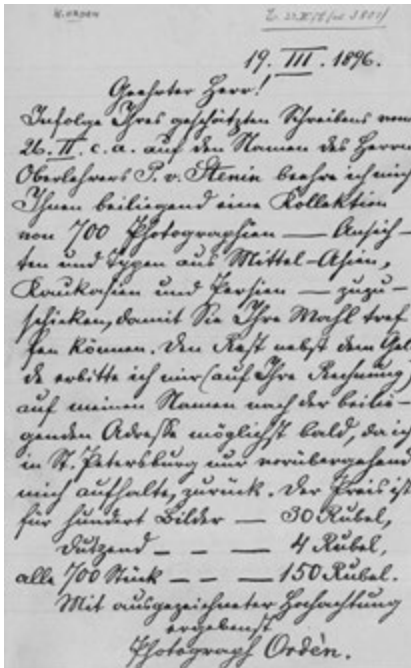 K. ORDEN
19. III. 1896.
Geehrter Herr!
Infolge Ihres geschätzten Schreibens vom
26. II. c. a. auf den Namen des Herrn
Oberlehrers P. v. Stenin beehre ich mich
Ihnen beiliegend eine Kollektion
von 700 Photographien — Ansich-
ten und Typen aus Mittel-Asien,
Kaukasien und Persien — zuzu-
schicken, damit Sie Ihre Wahl tref
fen können. Den Rest nebst dem Gel
de erbitte ich mir (auf Ihre Rechnung)
auf meinen Namen nach der beilie-
genden Adresse möglichst bald, da ich
in St. Petersburg nur vorübergehend
mich aufhalte, zurück. Der Preis ist
für hundert Bilder — 30 Rubel,
Dutzend — — — 4 Rubel,
alle 700 Stück — — — 150 Rubel.
Mit ausgezeichneter Hochachtung
ergebenst
Photograph Ordèn.